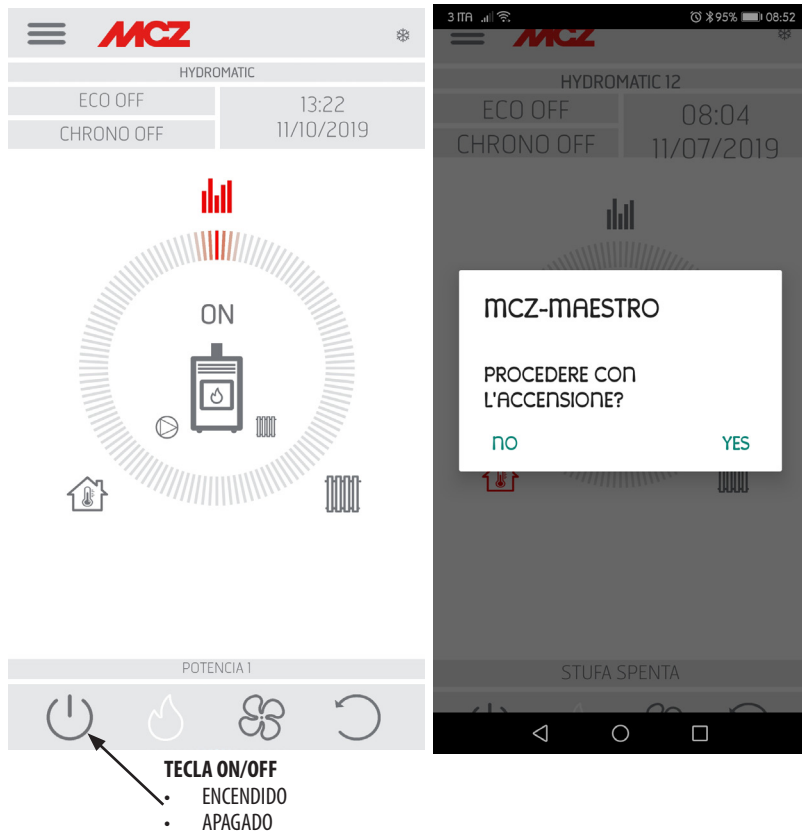 MCZ
HYDROMATIC
ECO OFF
CHRONO OFF
13:22
11/10/2019
ON
POTENCIA 1
TECLA ON/OFF
• ENCENDIDO
• APAGADO
3 ITA
95%
08:52
MCZ
HYDROMATIC 12
ECO OFF
CHRONO OFF
08:04
11/07/2019
MCZ-MAESTRO
PROCEDERE CON
L'ACCENSIONE?
NO
YES
STUFA SPENTA